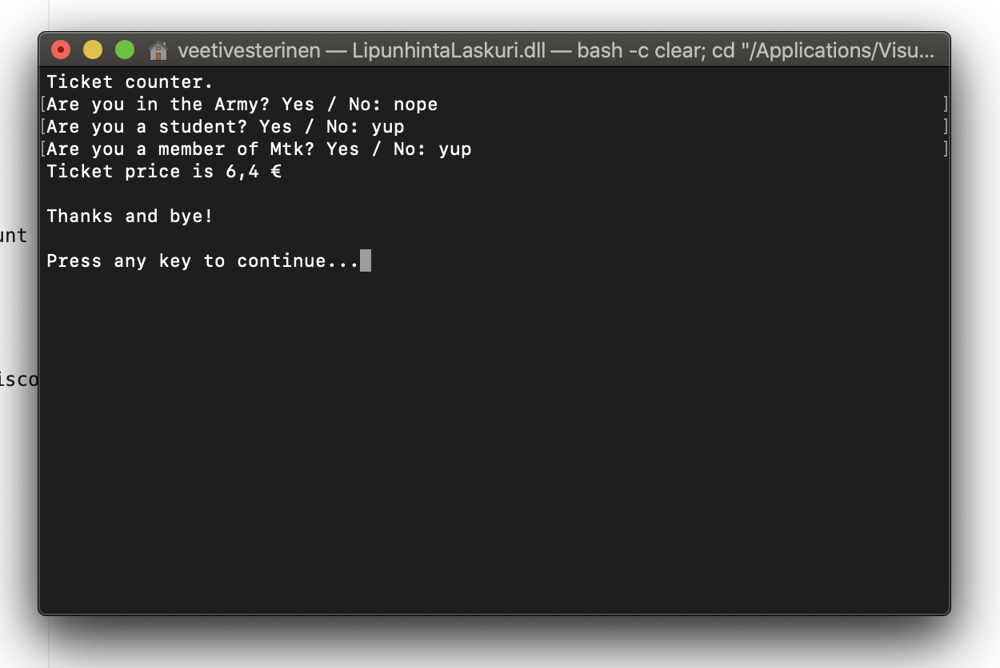 veetivesterinen — LipunhintaLaskuri.dll — bash -c clear; cd "/Applications/Visu...
Ticket counter.
[Are you in the Army? Yes / No: nope ]
[Are you a student? Yes / No: yup ]
[Are you a member of Mtk? Yes / No: yup ]
Ticket price is 6,4 €
Thanks and bye!
unt
Press any key to continue...
isco